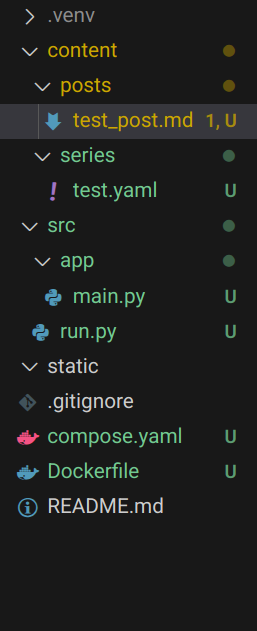 .venv
content
posts
test_post.md 1, U
series
! test.yaml U
src
app
main.py U
run.py U
static
.gitignore
compose.yaml U
Dockerfile U
README.md